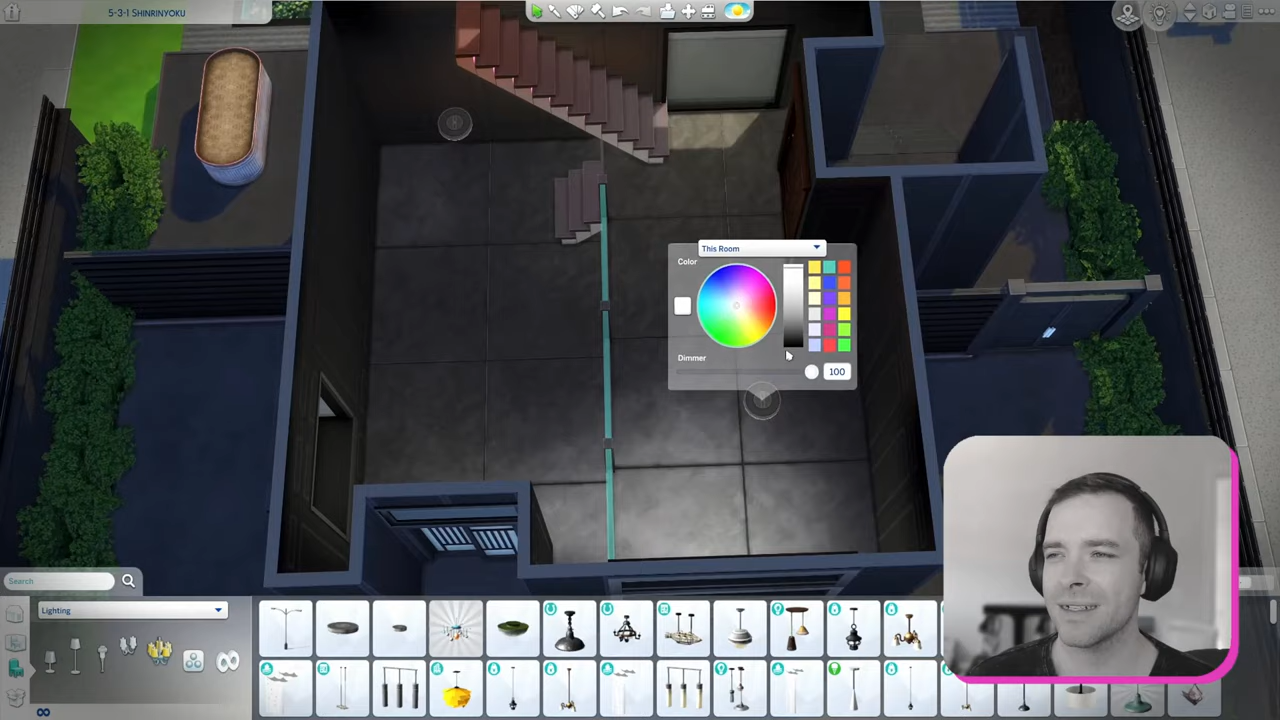 5-3-1 SHINRINYOKU
This Room
Color
Dimmer
100
Search
Lighting